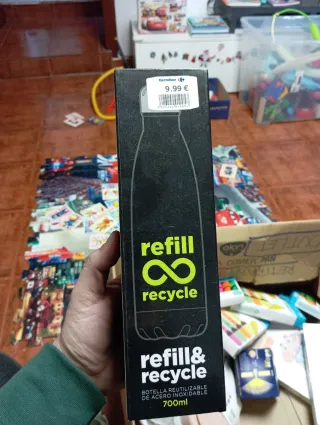 Carrefour
9.99 €
refill
recycle
refill&
recycle
BOTELLA REUTILIZABLE
DE ACERO INOXIDABLE
700ml